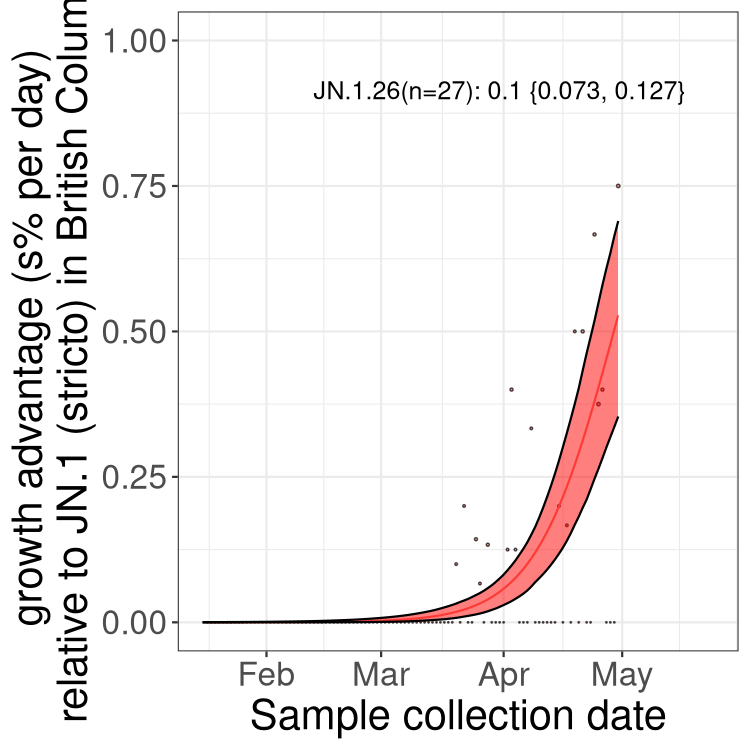 growth advantage (s% per day)
relative to JN.1 (stricto) in British Colum
1.00
0.75
0.50
0.25
0.00
JN.1.26(n=27): 0.1 {0.073, 0.127}
Feb Mar Apr May
Sample collection date